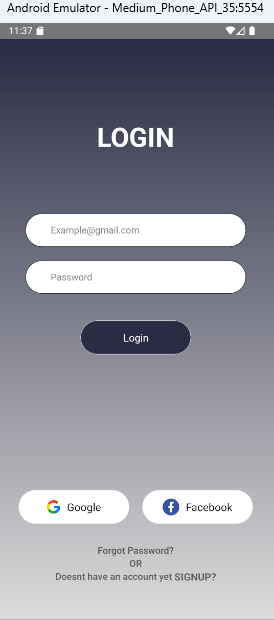 Android Emulator - Medium_Phone_API_35:5554
11:37
LOGIN
Example@gmail.com
Password
Login
Google Facebook
Forgot Password?
OR
Doesnt have an account yet SIGNUP?